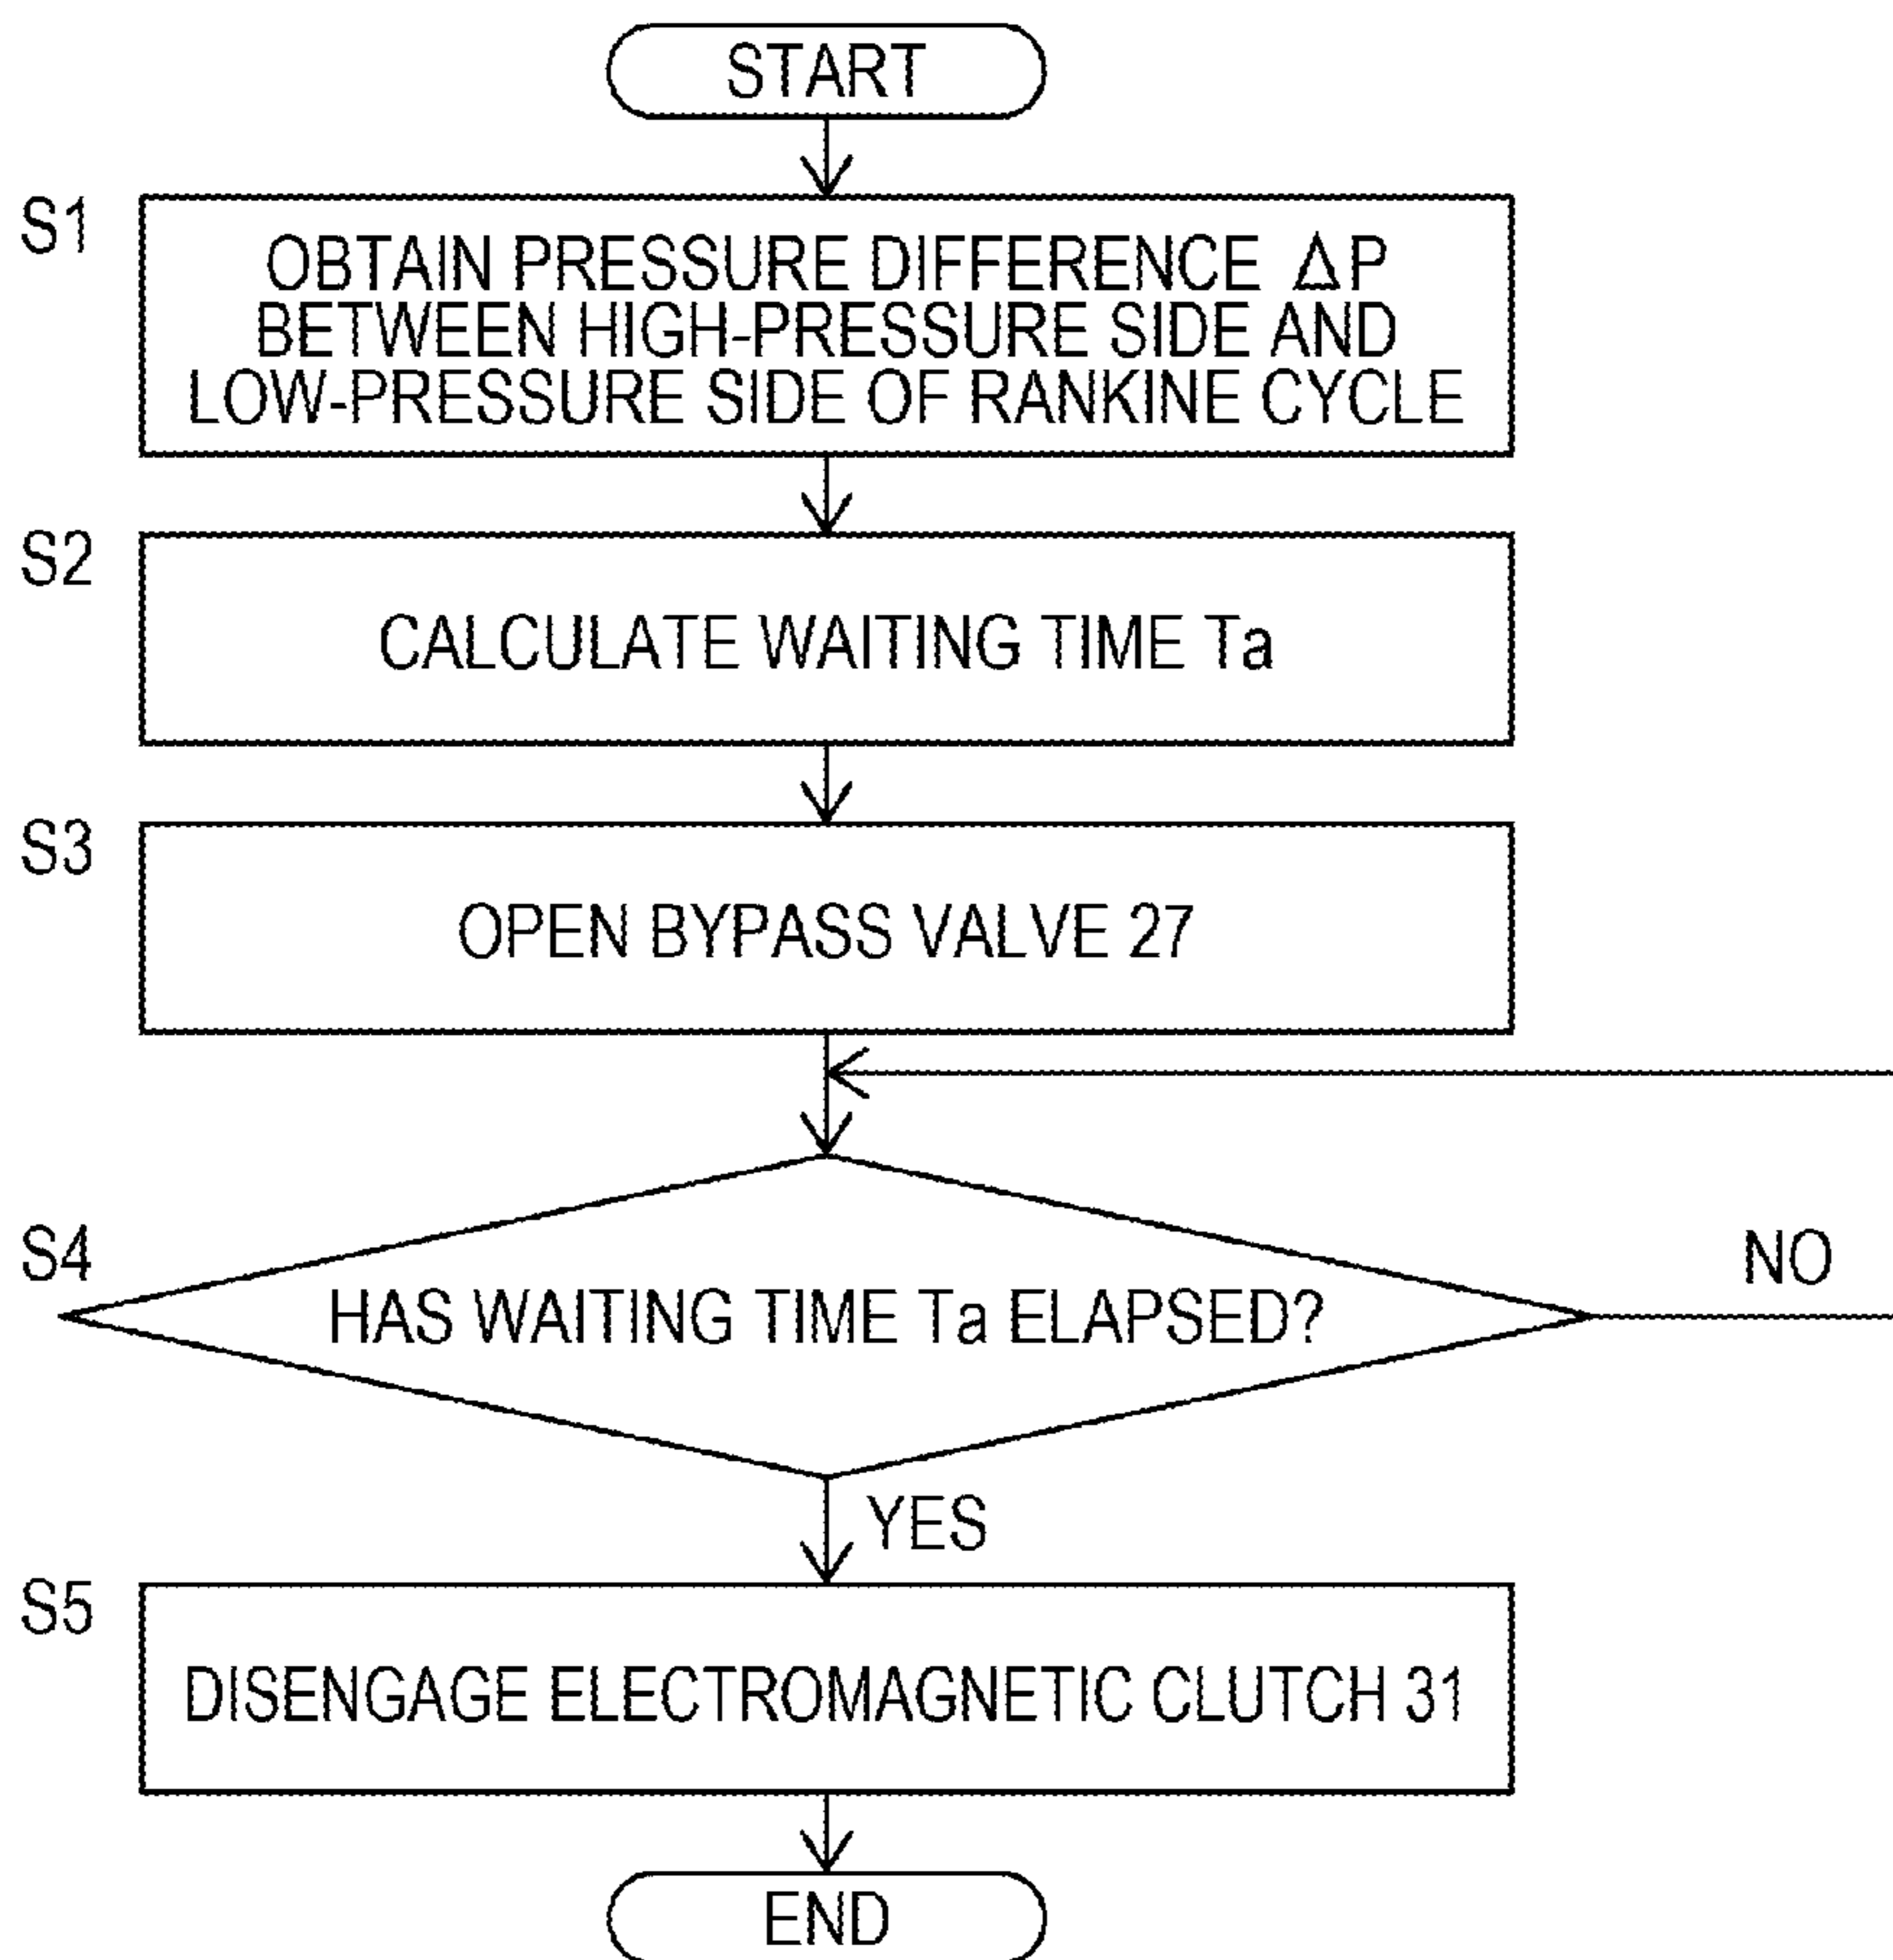 START
S1
OBTAIN PRESSURE DIFFERENCE ΔP
BETWEEN HIGH-PRESSURE SIDE AND
LOW-PRESSURE SIDE OF RANKINE CYCLE
S2
CALCULATE WAITING TIME Ta
S3
OPEN BYPASS VALVE 27
S4
HAS WAITING TIME Ta ELAPSED?
NO
YES
S5
DISENGAGE ELECTROMAGNETIC CLUTCH 31
END